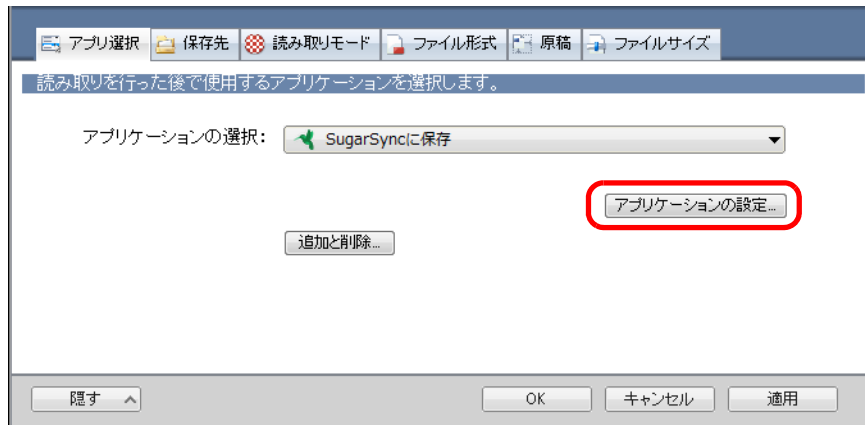 アプリ選択 保存先 読み取りモード ファイル形式 原稿 ファイルサイズ
読み取りを行った後で使用するアプリケーションを選択します。
アプリケーションの選択: SugarSyncに保存
アプリケーションの設定...
追加と削除...
隠す OK キャンセル 適用